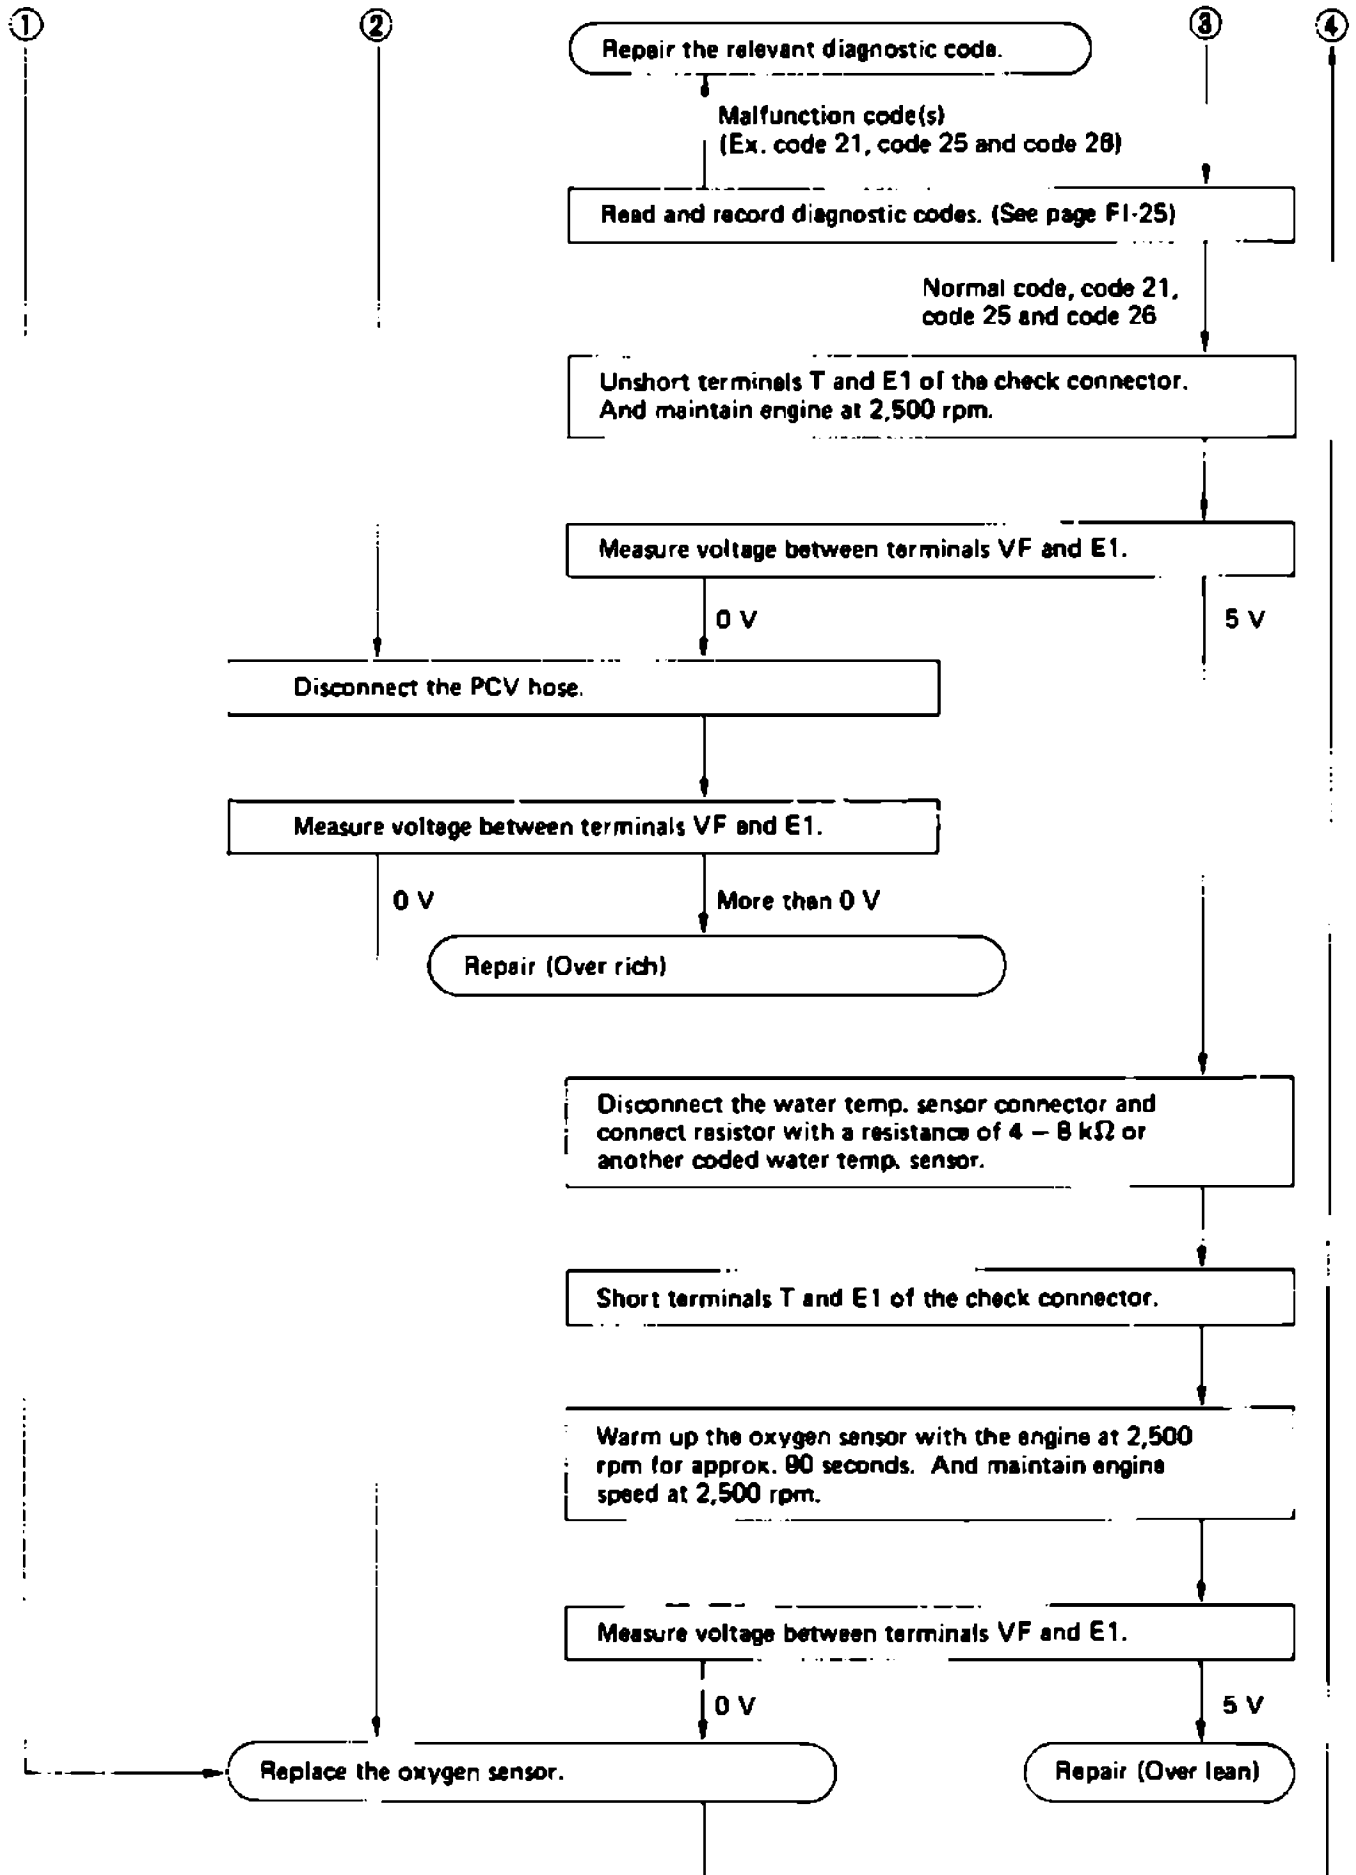 ① ② ③ ④
Repair the relevant diagnostic code.
Malfunction code(s)
(Ex. code 21, code 25 and code 26)
Read and record diagnostic codes. (See page FI-25)
Normal code, code 21,
code 25 and code 26
Unshort terminals T and E1 of the check connector.
And maintain engine at 2,500 rpm.
Measure voltage between terminals VF and E1.
0 V
5 V
Disconnect the PCV hose.
Measure voltage between terminals VF and E1.
0 V
More than 0 V
Repair (Over rich)
Disconnect the water temp. sensor connector and
connect resistor with a resistance of 4 – 8 kΩ or
another coded water temp. sensor.
Short terminals T and E1 of the check connector.
Warm up the oxygen sensor with the engine at 2,500
rpm for approx. 90 seconds. And maintain engine
speed at 2,500 rpm.
Measure voltage between terminals VF and E1.
0 V
5 V
Replace the oxygen sensor.
Repair (Over lean)